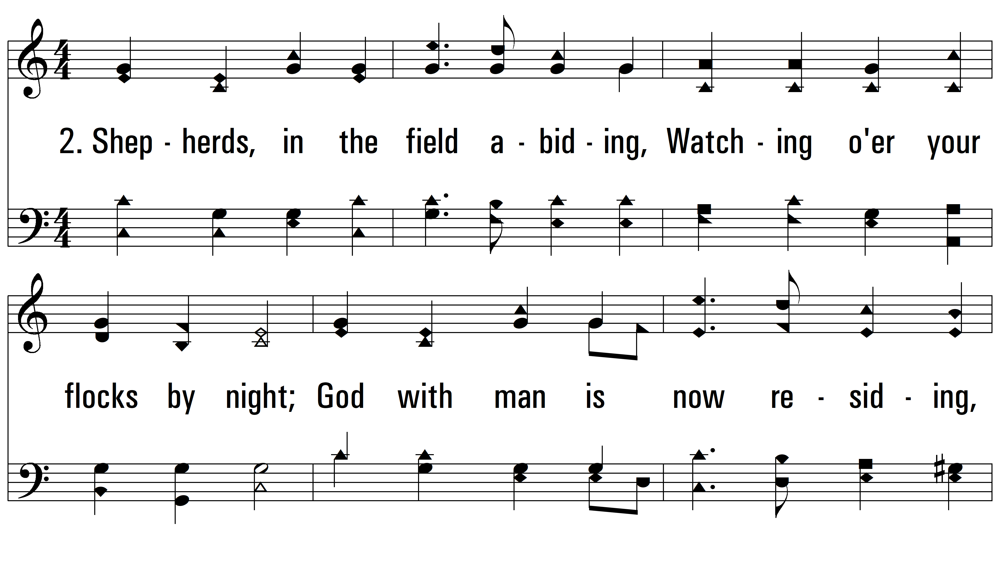 2. Shep - herds, in the field a - bid - ing, Watch - ing o'er your
flocks by night; God with man is now re - sid - ing,